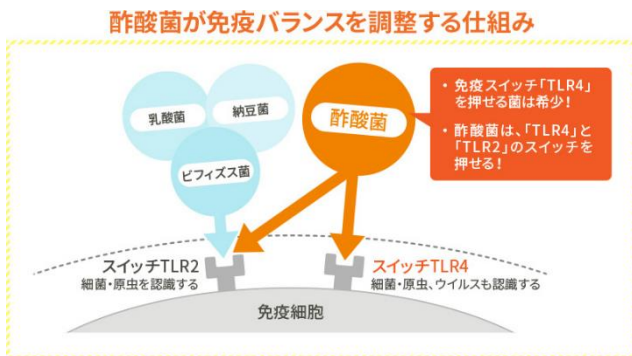 酢酸菌が免疫バランスを調整する仕組み
乳酸菌
納豆菌
ビフィズス菌
酢酸菌
・免疫スイッチ「TLR4」
を押せる菌は希少!
・酢酸菌は、「TLR4」と
「TLR2」のスイッチを
押せる!
スイッチTLR2
細菌・原虫を認識する
スイッチTLR4
細菌・原虫、ウイルスも認識する
免疫細胞